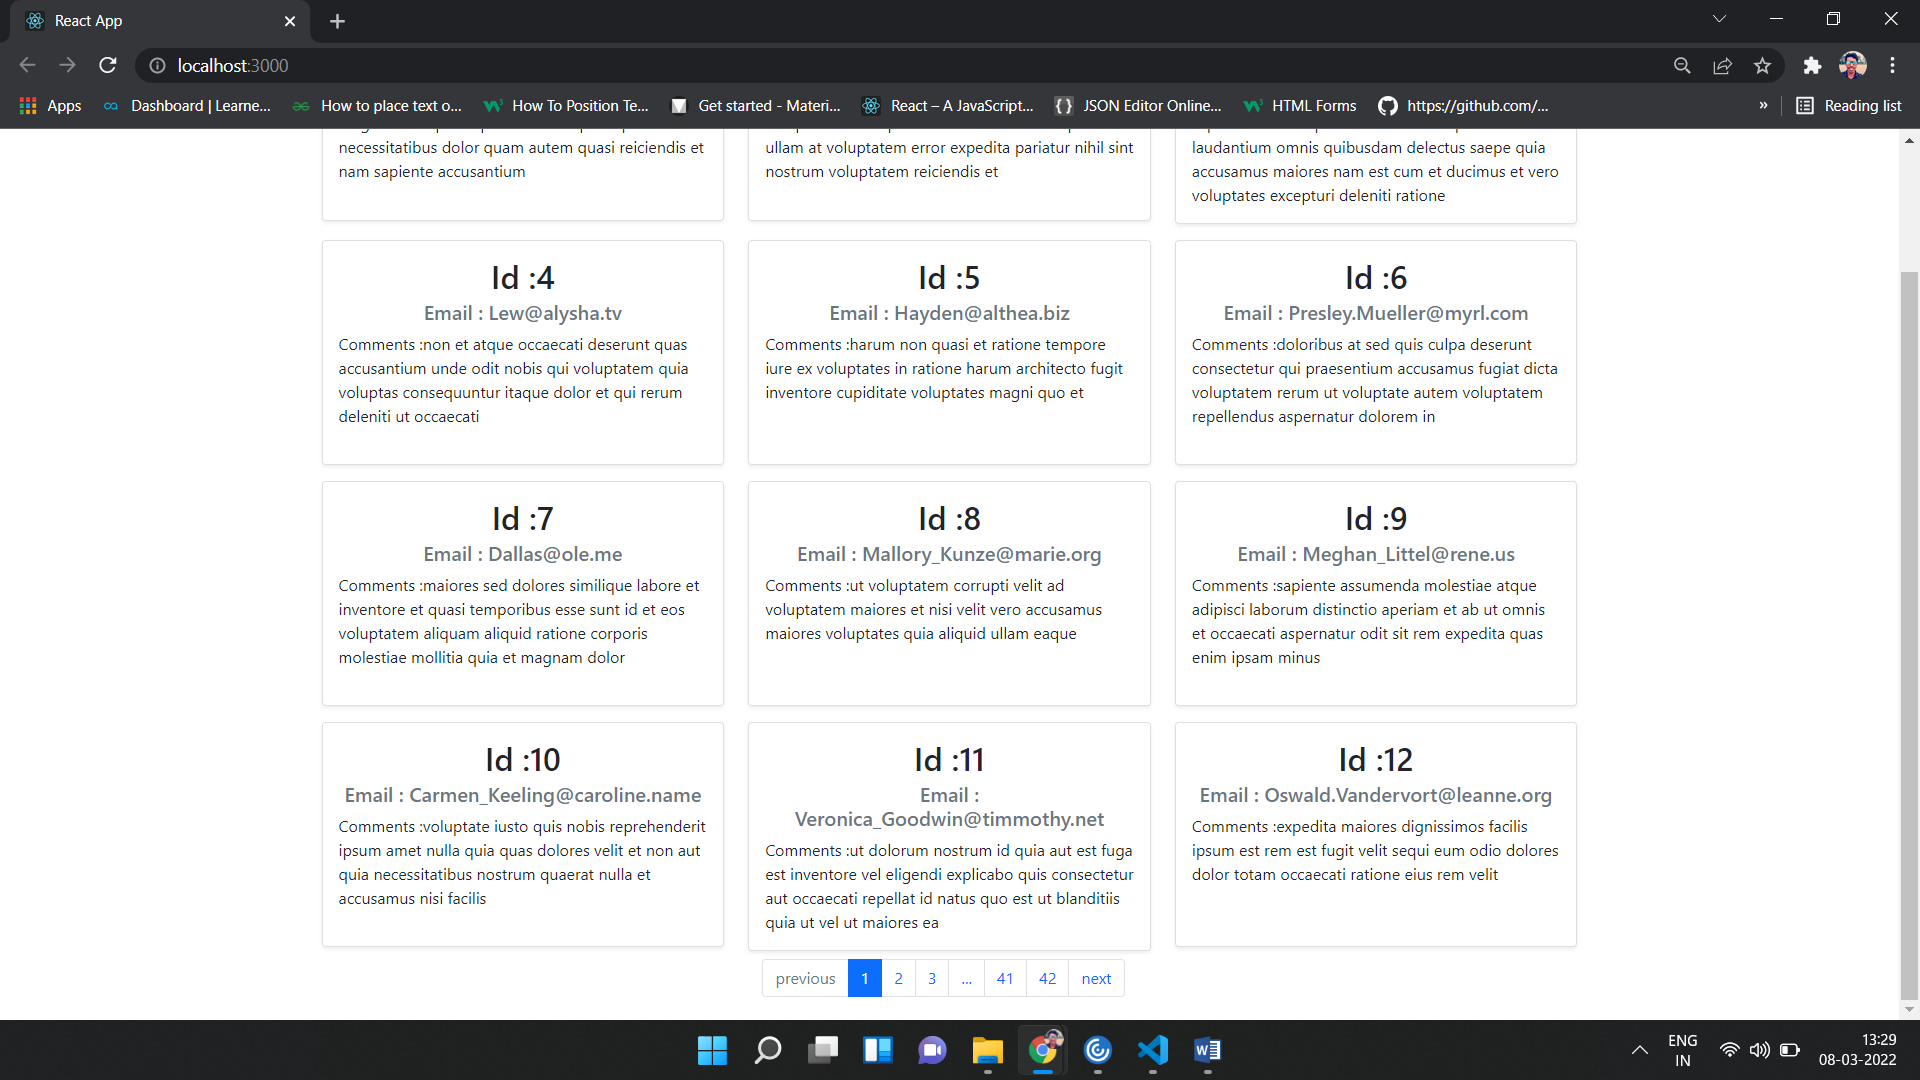 React App
localhost:3000
Apps
Dashboard | Learne...
How to place text o...
How To Position Te...
Get started - Materi...
React – A JavaScript...
JSON Editor Online...
HTML Forms
https://github.com/...
»
Reading list
necessitatibus dolor quam autem quasi reiciendis et
nam sapiente accusantium
ullam at voluptatem error expedita pariatur nihil sint
nostrum voluptatem reiciendis et
laudantium omnis quibusdam delectus saepe quia
accusamus maiores nam est cum et ducimus et vero
voluptates excepturi deleniti ratione
Id :4
Email : Lew@alysha.tv
Comments :non et atque occaecati deserunt quas
accusantium unde odit nobis qui voluptatem quia
voluptas consequuntur itaque dolor et qui rerum
deleniti ut occaecati
Id :5
Email : Hayden@althea.biz
Comments :harum non quasi et ratione tempore
iure ex voluptates in ratione harum architecto fugit
inventore cupiditate voluptates magni quo et
Id :6
Email : Presley.Mueller@myrl.com
Comments :doloribus at sed quis culpa deserunt
consectetur qui praesentium accusamus fugiat dicta
voluptatem rerum ut voluptate autem voluptatem
repellendus aspernatur dolorem in
Id :7
Email : Dallas@ole.me
Comments :maiores sed dolores similique labore et
inventore et quasi temporibus esse sunt id et eos
voluptatem aliquam aliquid ratione corporis
molestiae mollitia quia et magnam dolor
Id :8
Email : Mallory_Kunze@marie.org
Comments :ut voluptatem corrupti velit ad
voluptatem maiores et nisi velit vero accusamus
maiores voluptates quia aliquid ullam eaque
Id :9
Email : Meghan_Littel@rene.us
Comments :sapiente assumenda molestiae atque
adipisci laborum distinctio aperiam et ab ut omnis
et occaecati aspernatur odit sit rem expedita quas
enim ipsam minus
Id :10
Email : Carmen_Keeling@caroline.name
Comments :voluptate iusto quis nobis reprehenderit
ipsum amet nulla quia quas dolores velit et non aut
quia necessitatibus nostrum quaerat nulla et
accusamus nisi facilis
Id :11
Email :
Veronica_Goodwin@timmothy.net
Comments :ut dolorum nostrum id quia aut est fuga
est inventore vel eligendi explicabo quis consectetur
aut occaecati repellat id natus quo est ut blanditiis
quia ut vel ut maiores ea
Id :12
Email : Oswald.Vandervort@leanne.org
Comments :expedita maiores dignissimos facilis
ipsum est rem est fugit velit sequi eum odio dolores
dolor totam occaecati ratione eius rem velit
previous 1 2 3 ... 41 42 next
ENG
IN
13:29
08-03-2022